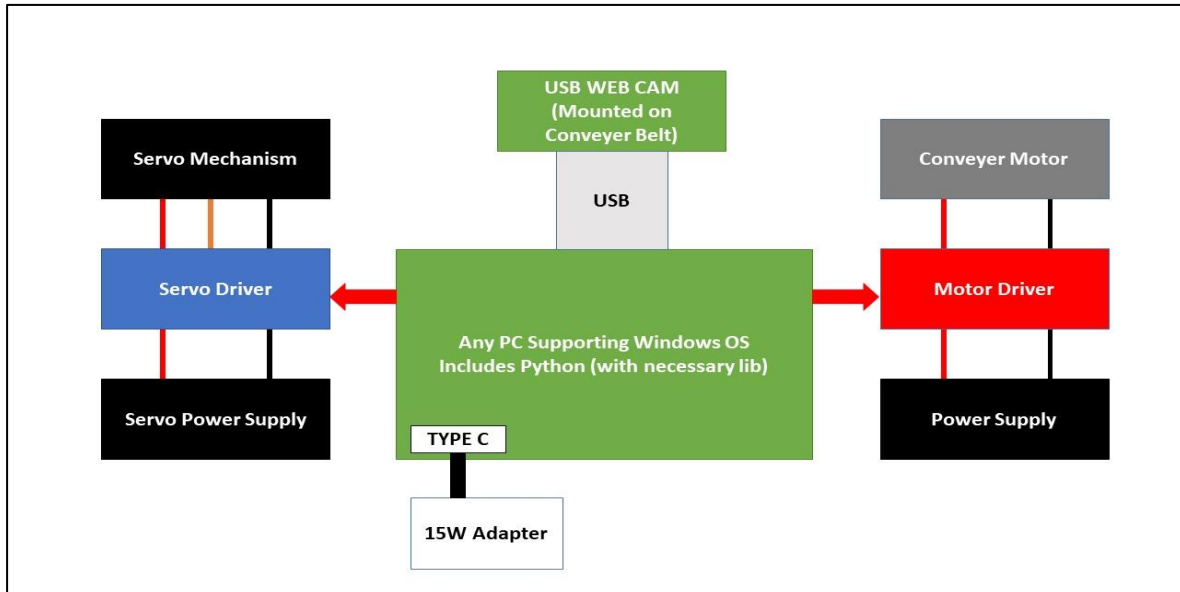 USB WEB CAM
(Mounted on
Conveyer Belt)
Servo Mechanism
Conveyer Motor
USB
Servo Driver
Motor Driver
Any PC Supporting Windows OS
Includes Python (with necessary lib)
Servo Power Supply
Power Supply
TYPE C
15W Adapter